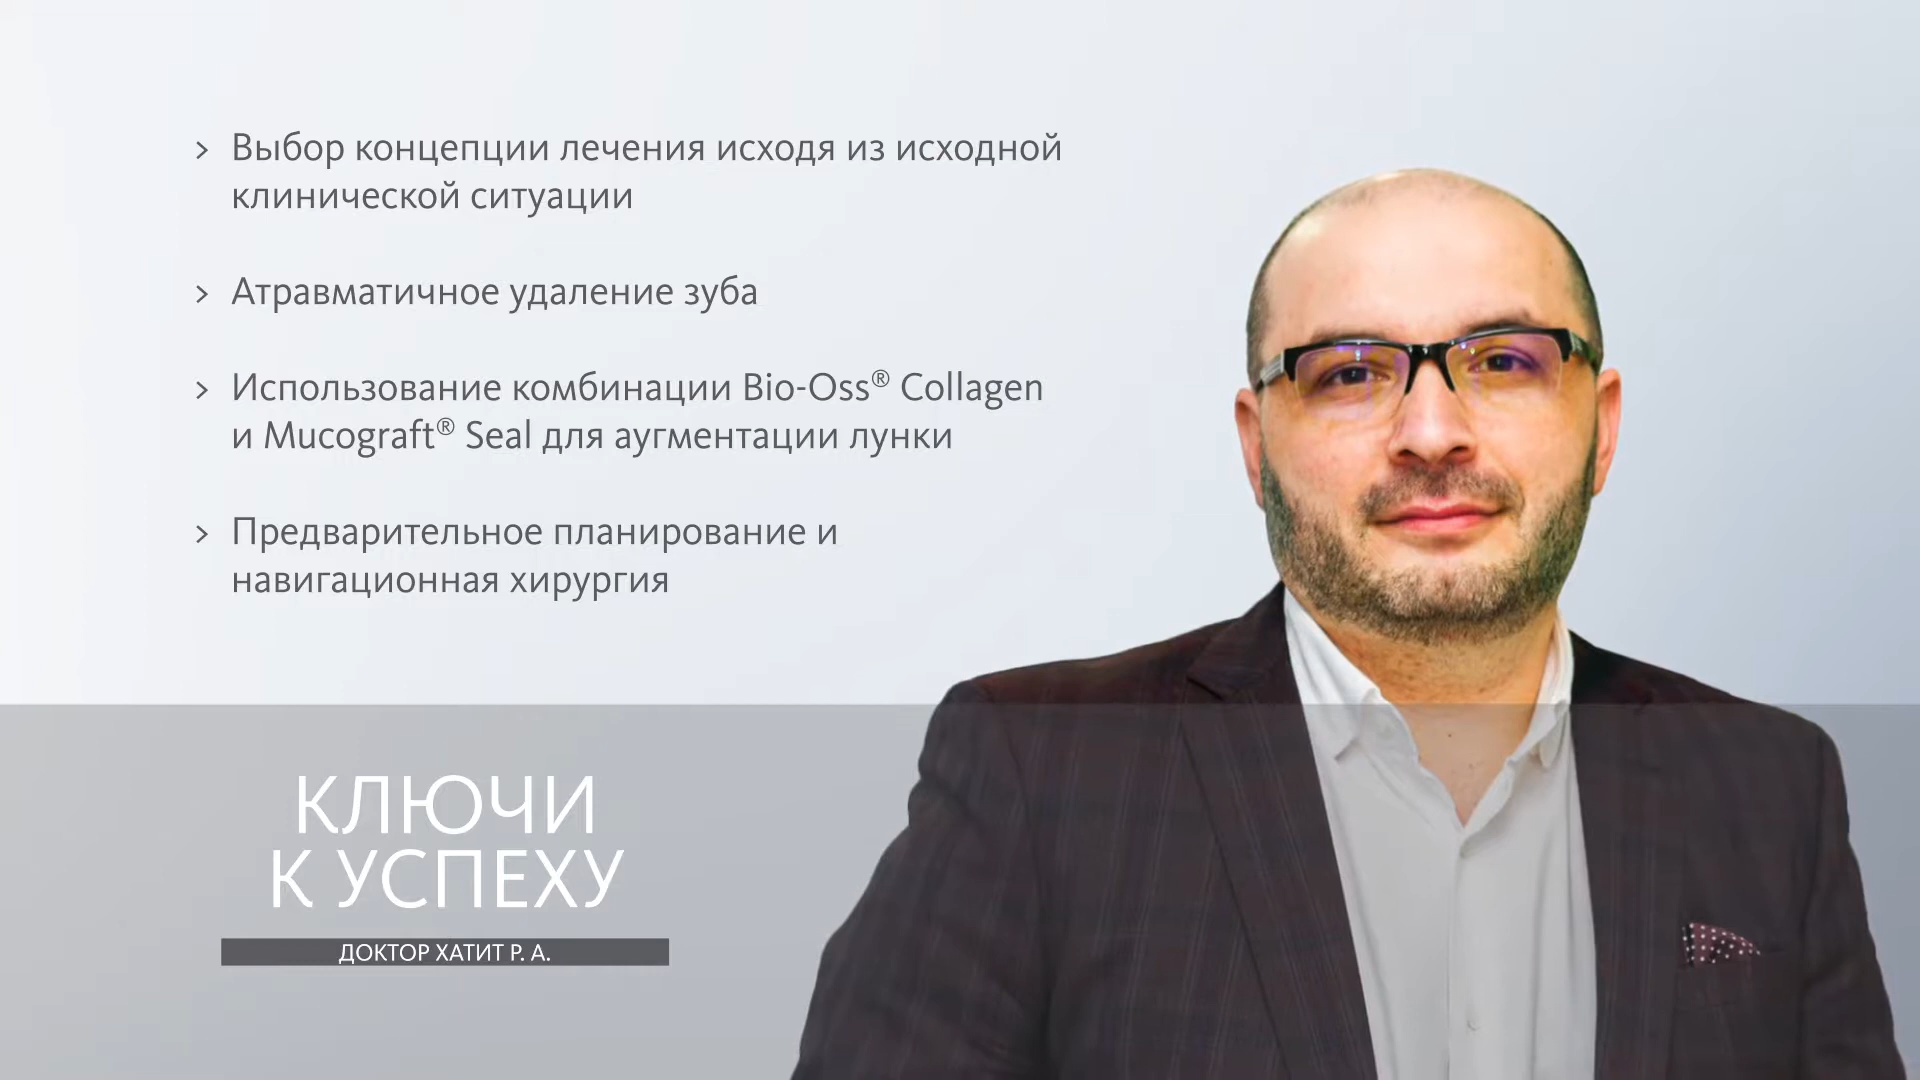 › Выбор концепции лечения исходя из исходной
клинической ситуации
› Атравматичное удаление зуба
› Использование комбинации Bio-Oss® Collagen
и Mucograft® Seal для аугментации лунки
› Предварительное планирование и
навигационная хирургия
КЛЮЧИ
К УСПЕХУ
ДОКТОР ХАТИТ Р. А.